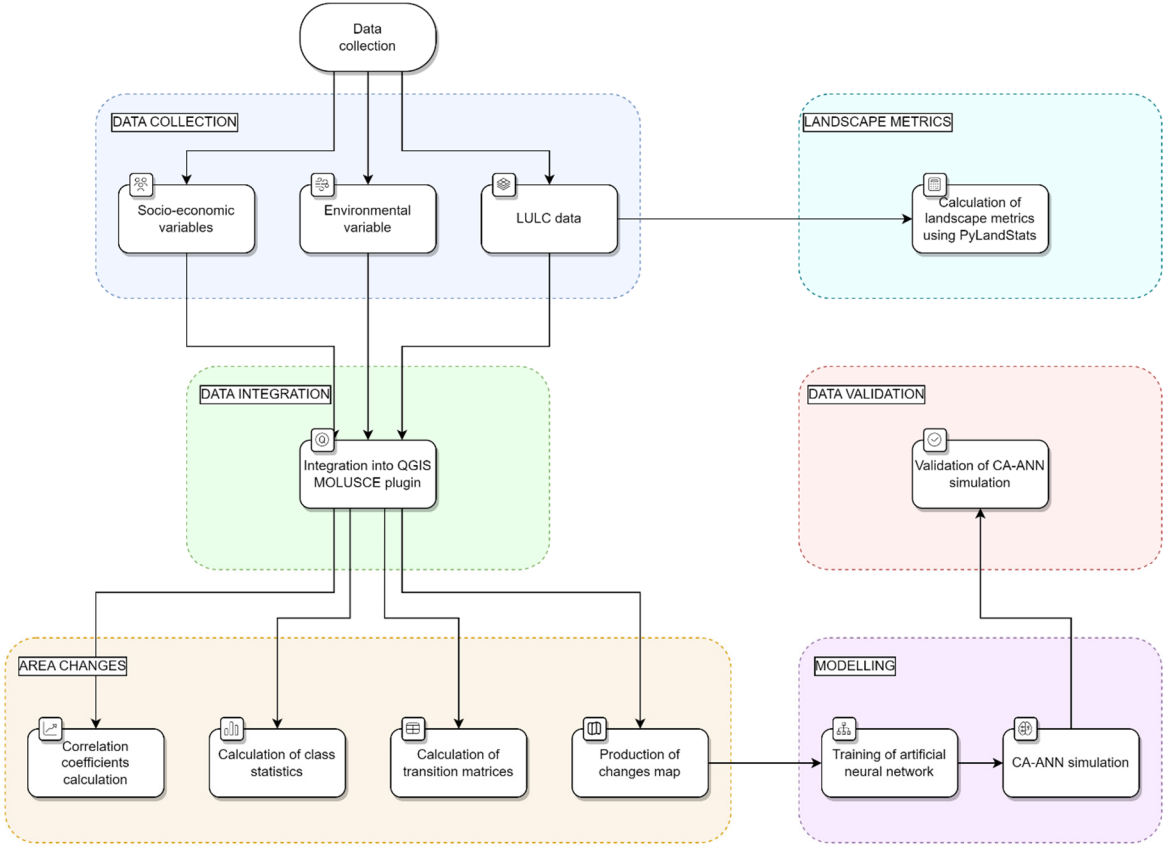 Data
collection
DATA COLLECTION
LANDSCAPE METRICS
Socio-economic
variables
Environmental
variable
LULC data
Calculation of
landscape metrics
using PyLandStats
DATA INTEGRATION
DATA VALIDATION
Integration into QGIS
MOLUSCE plugin
Validation of CA-ANN
simulation
AREA CHANGES
MODELLING
Correlation
coefficients
calculation
Calculation of class
statistics
Calculation of
transition matrices
Production of
changes map
Training of artificial
neural network
CA-ANN simulation